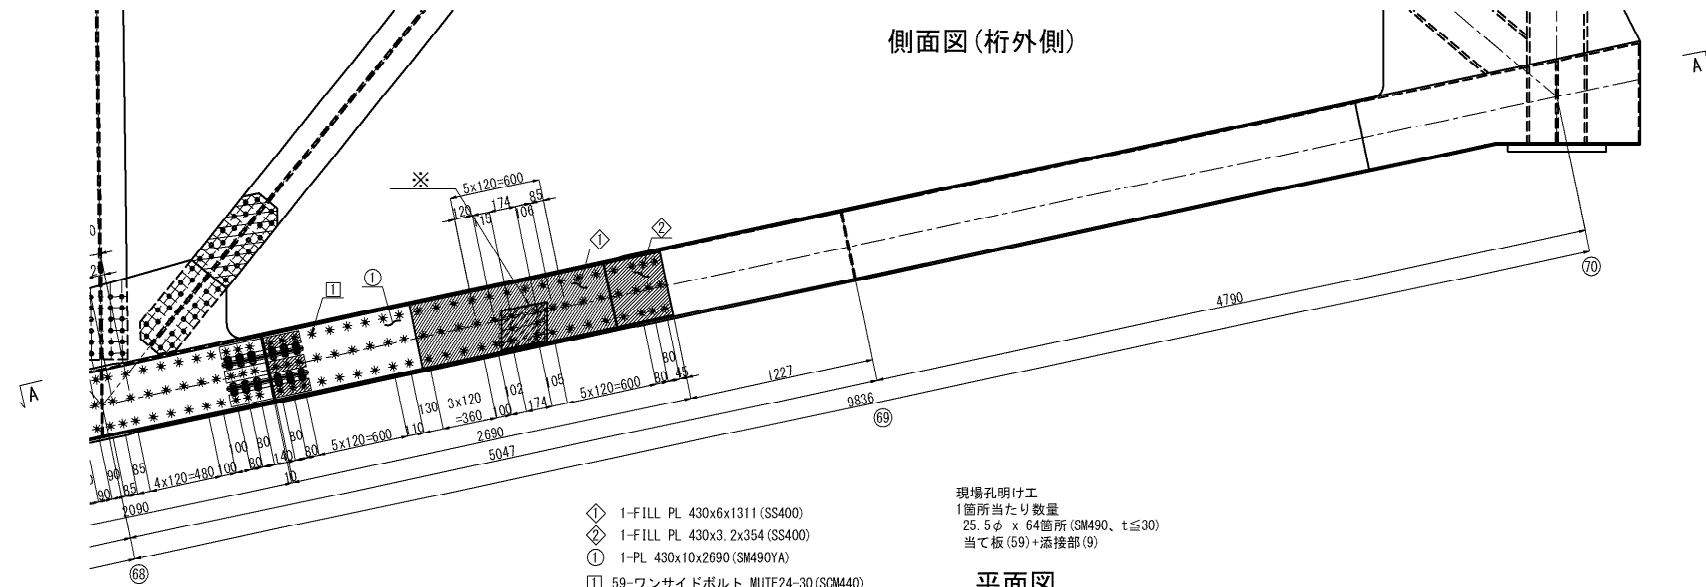 側面図(桁外側)
A
※
5x120=600
120
115
174
106
85
◇1
◇2
□1
①
A
70
4790
1227
9836
69
80
45
80
5x120=600
105
174
102
100
3x120
=360
130
110
2690
5047
5x120=600
80
80
140
10
80
80
100
100
4x120=480
85
85
90
90
2090
68
◇1 1-FILL PL 430x6x1311(SS400)
◇2 1-FILL PL 430x3.2x354(SS400)
① 1-PL 430x10x2690(SM490YA)
□1 59-ワンサイドボルト MUTF24-30(SCM440)
現場孔明け工
1箇所当たり数量
25.5φ x 64箇所(SM490、t≦30)
当て板(59)+添接部(9)
平面図